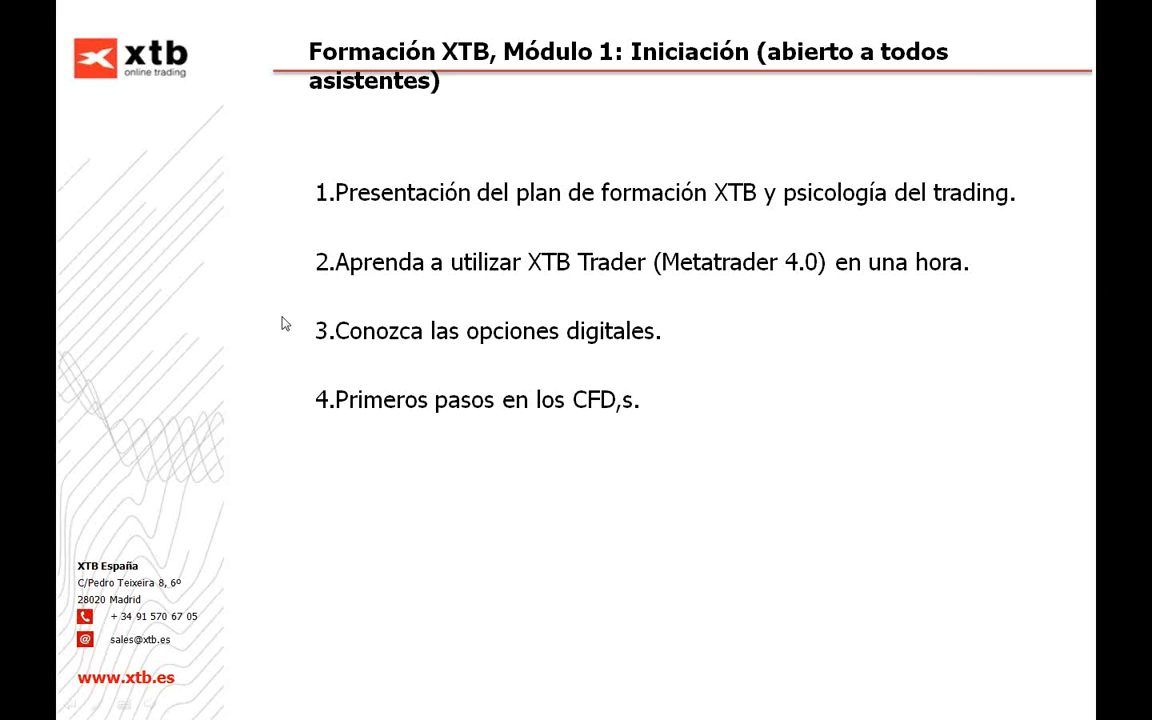 xtb
online trading
Formación XTB, Módulo 1: Iniciación (abierto a todos
asistentes)
1.Presentación del plan de formación XTB y psicología del trading.
2.Aprenda a utilizar XTB Trader (Metatrader 4.0) en una hora.
3.Conozca las opciones digitales.
4.Primeros pasos en los CFD,s.
XTB España
C/Pedro Teixeira 8, 6º
28020 Madrid
+ 34 91 570 67 05
@ sales@xtb.es
www.xtb.es